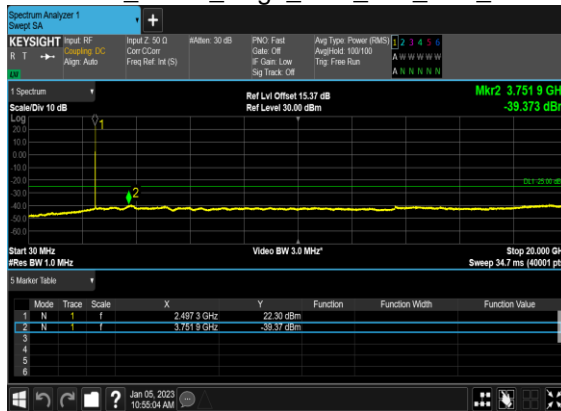 Spectrum Analyzer 1
Swept SA
+
KEYSIGHT Input: RF Input Z: 50 Ω #Atten: 30 dB PNO: Fast Avg Type: Power (RMS) 1 2 3 4 5 6
R T Coupling: DC Corr CCorr Gate: Off Avg|Hold: 100/100 A W W W W W
Align: Auto Freq Ref: Int (S) IF Gain: Low Trig: Free Run
Sig Track: Off A N N N N N
1 Spectrum Ref Lvl Offset 15.37 dB Mkr2 3.751 9 GH
Scale/Div 10 dB Ref Level 30.00 dBm -39.373 dB
Log
20.0
10.0
0.00
-10.0
-20.0
-30.0
-40.0
-50.0
-60.0
1
2
DL1 -25.00 dB
Start 30 MHz Video BW 3.0 MHz* Stop 20.000 GH
#Res BW 1.0 MHz Sweep 34.7 ms (40001 pt
5 Marker Table
Mode Trace Scale X Y Function Function Width Function Value
1 N 1 f 2.497 3 GHz 22.30 dBm
2 N 1 f 3.751 9 GHz -39.37 dBm
3
4
5
6
? Jan 05, 2023
10:55:04 AM